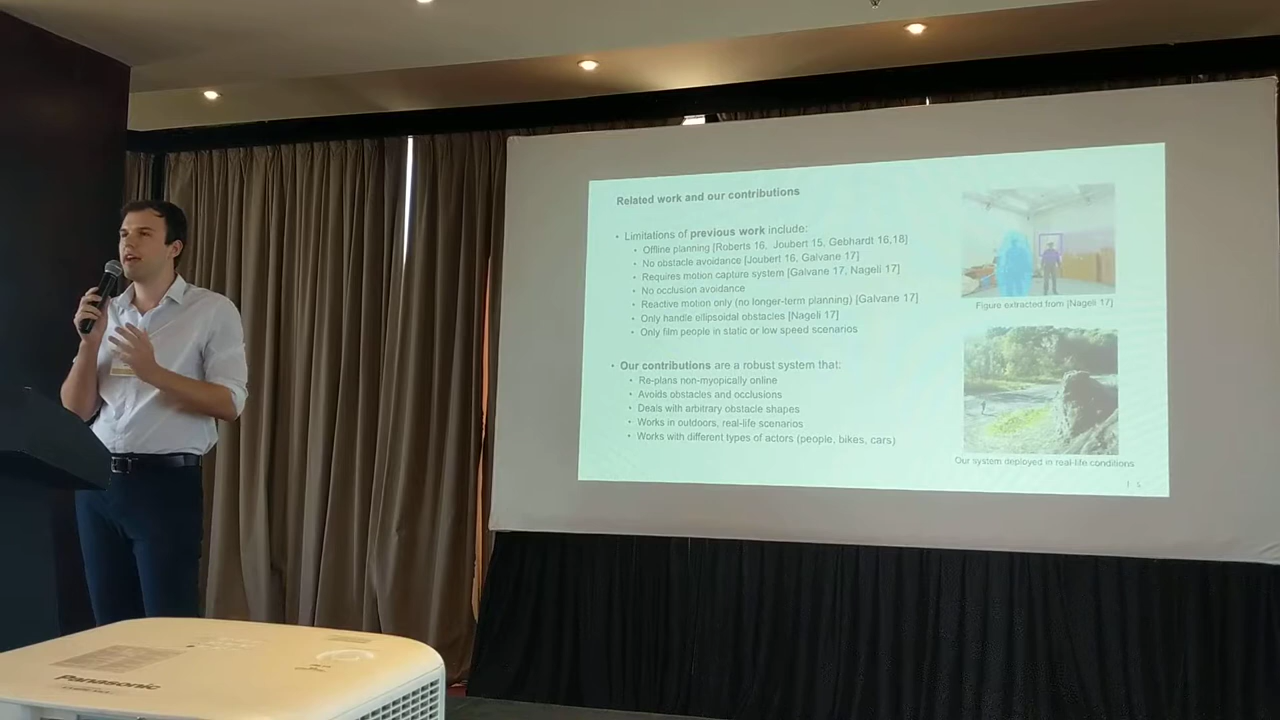 Related work and our contributions
• Limitations of previous work include:
• Offline planning [Roberts 16, Joubert 15, Gebhardt 16,18]
• No obstacle avoidance [Joubert 16, Galvane 17]
• Requires motion capture system [Galvane 17, Nageli 17]
• No occlusion avoidance
• Reactive motion only (no longer-term planning) [Galvane 17]
• Only handle ellipsoidal obstacles [Nageli 17]
• Only film people in static or low speed scenarios
• Our contributions are a robust system that:
• Re-plans non-myopically online
• Avoids obstacles and occlusions
• Deals with arbitrary obstacle shapes
• Works in outdoors, real-life scenarios
• Works with different types of actors (people, bikes, cars)
Figure extracted from [Nageli 17]
Our system deployed in real-life conditions
Panasonic